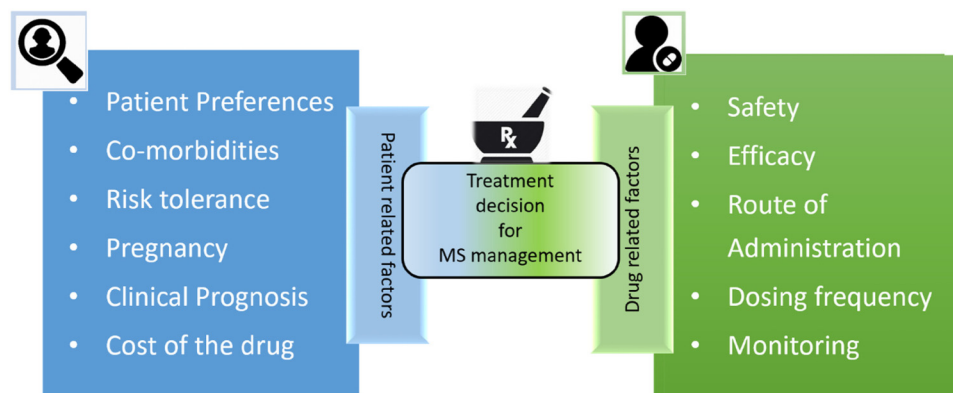 • Patient Preferences
• Co-morbidities
• Risk tolerance
• Pregnancy
• Clinical Prognosis
• Cost of the drug
Patient related factors
Rx
Treatment
decision
for
MS management
Drug related factors
• Safety
• Efficacy
• Route of
Administration
• Dosing frequency
• Monitoring